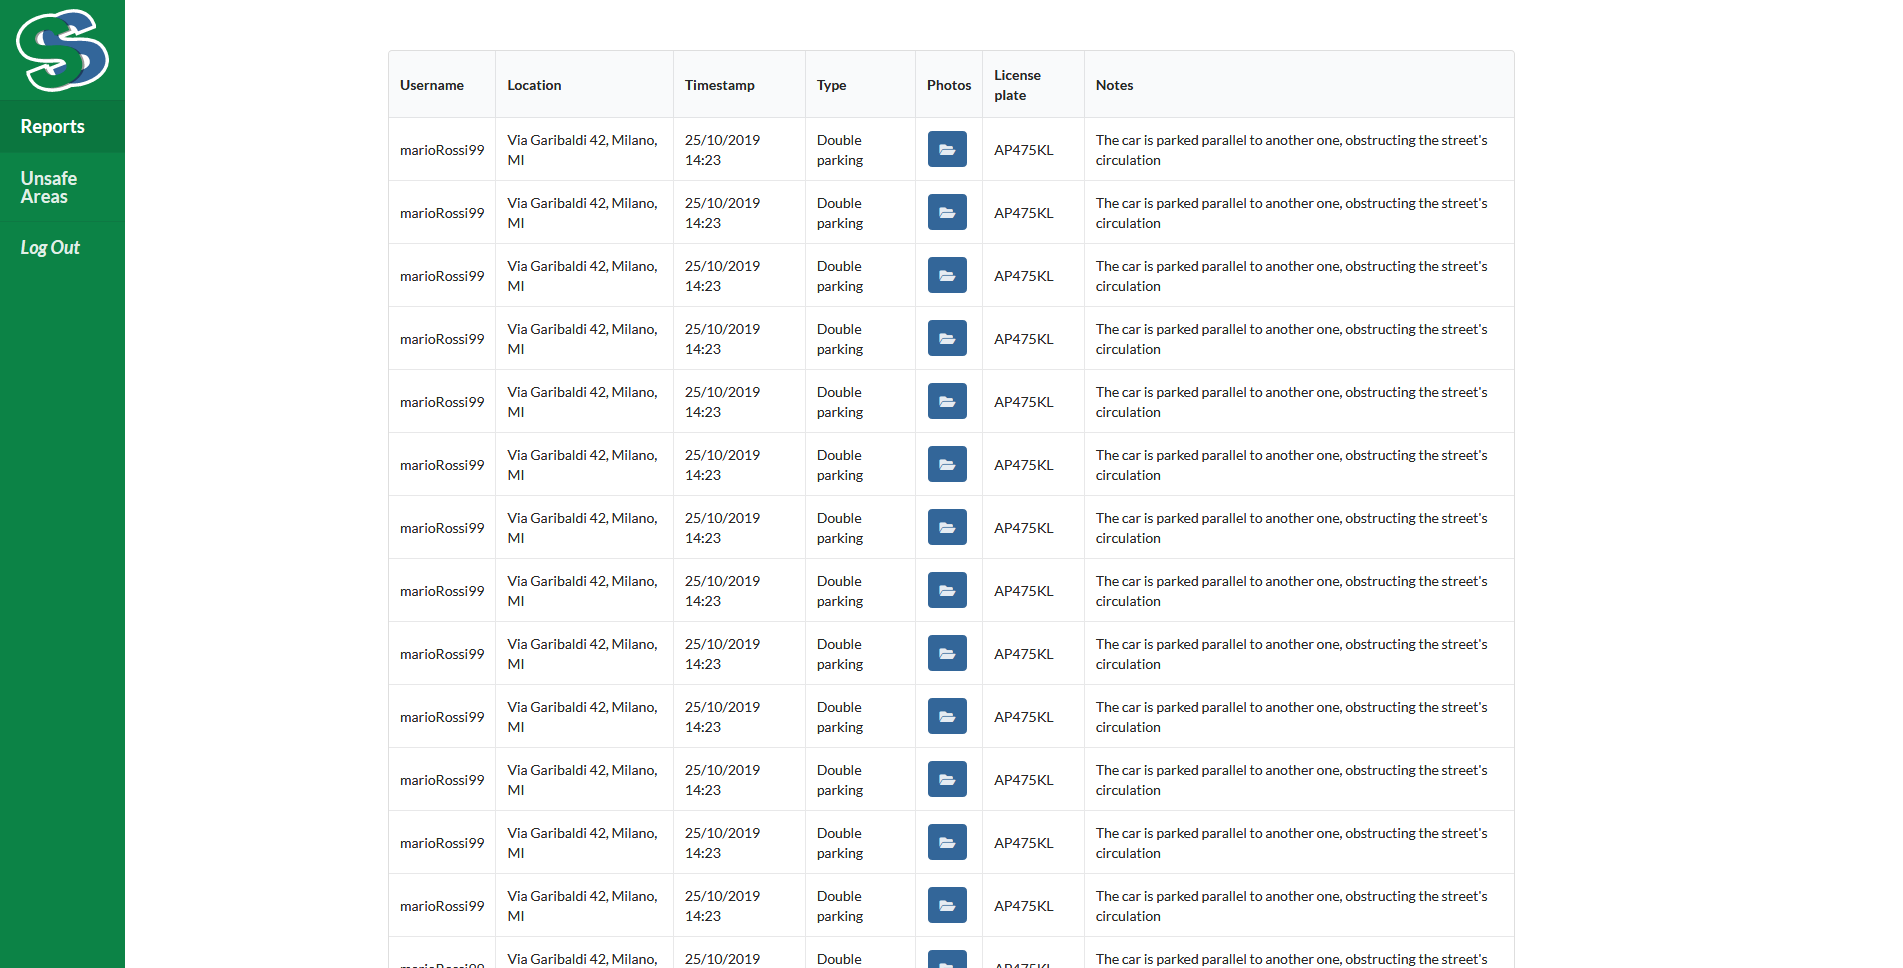 SS
Reports
Unsafe
Areas
Log Out
Username Location Timestamp Type Photos License plate Notes
marioRossi99 Via Garibaldi 42, Milano, MI 25/10/2019 14:23 Double parking AP475KL The car is parked parallel to another one, obstructing the street's circulation
marioRossi99 Via Garibaldi 42, Milano, MI 25/10/2019 14:23 Double parking AP475KL The car is parked parallel to another one, obstructing the street's circulation
marioRossi99 Via Garibaldi 42, Milano, MI 25/10/2019 14:23 Double parking AP475KL The car is parked parallel to another one, obstructing the street's circulation
marioRossi99 Via Garibaldi 42, Milano, MI 25/10/2019 14:23 Double parking AP475KL The car is parked parallel to another one, obstructing the street's circulation
marioRossi99 Via Garibaldi 42, Milano, MI 25/10/2019 14:23 Double parking AP475KL The car is parked parallel to another one, obstructing the street's circulation
marioRossi99 Via Garibaldi 42, Milano, MI 25/10/2019 14:23 Double parking AP475KL The car is parked parallel to another one, obstructing the street's circulation
marioRossi99 Via Garibaldi 42, Milano, MI 25/10/2019 14:23 Double parking AP475KL The car is parked parallel to another one, obstructing the street's circulation
marioRossi99 Via Garibaldi 42, Milano, MI 25/10/2019 14:23 Double parking AP475KL The car is parked parallel to another one, obstructing the street's circulation
marioRossi99 Via Garibaldi 42, Milano, MI 25/10/2019 14:23 Double parking AP475KL The car is parked parallel to another one, obstructing the street's circulation
marioRossi99 Via Garibaldi 42, Milano, MI 25/10/2019 14:23 Double parking AP475KL The car is parked parallel to another one, obstructing the street's circulation
marioRossi99 Via Garibaldi 42, Milano, MI 25/10/2019 14:23 Double parking AP475KL The car is parked parallel to another one, obstructing the street's circulation
marioRossi99 Via Garibaldi 42, Milano, MI 25/10/2019 14:23 Double parking AP475KL The car is parked parallel to another one, obstructing the street's circulation
marioRossi99 Via Garibaldi 42, Milano, MI 25/10/2019 14:23 Double parking AP475KL The car is parked parallel to another one, obstructing the street's circulation
marioRossi99 Via Garibaldi 42, Milano, 25/10/2019 Double AP475KL The car is parked parallel to another one, obstructing the street's